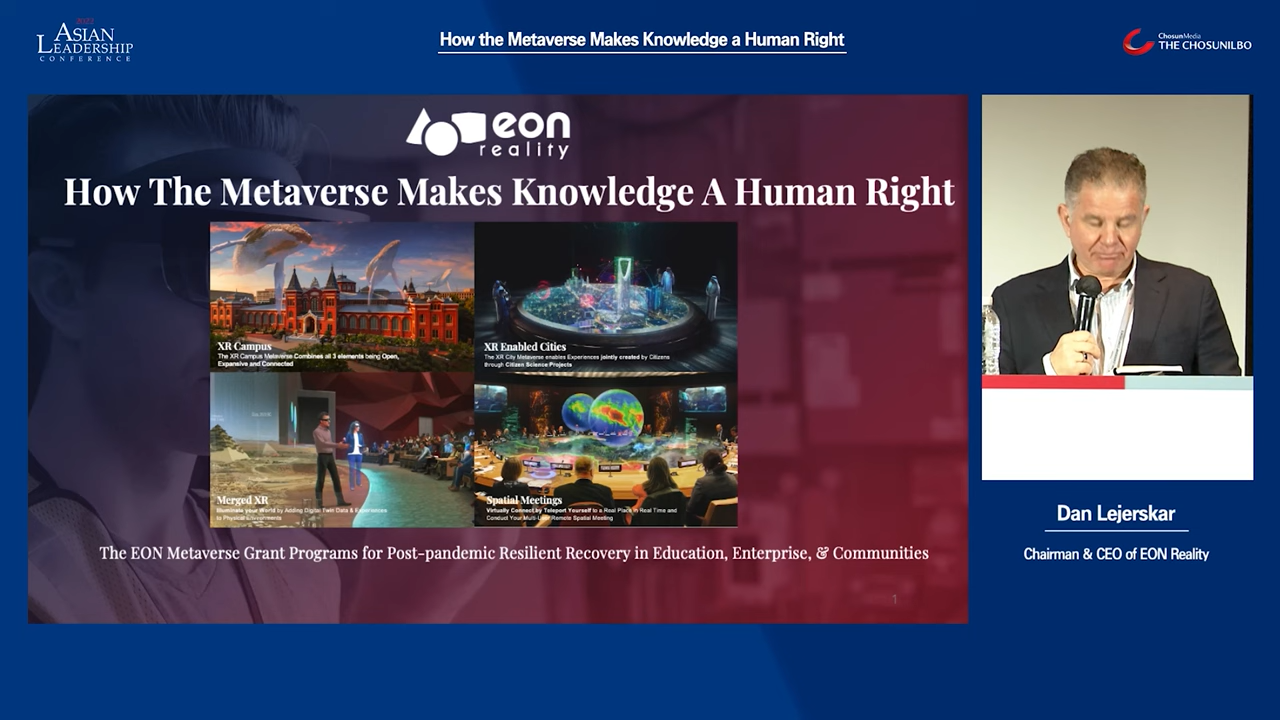 2022
ASIAN
LEADERSHIP
CONFERENCE
How the Metaverse Makes Knowledge a Human Right
ChosunMedia
THE CHOSUNILBO
eon
reality
How The Metaverse Makes Knowledge A Human Right
XR Campus
The XR Campus Metaverse Combines all 3 elements being Open,
Expansive and Connected
XR Enabled Cities
The XR City Metaverse enables Experiences jointly created by Citizens
through Citizen Science Projects
Merged XR
Illuminate your World by Adding Digital Twin Data & Experiences
to Physical Environments
Spatial Meetings
Virtually Connect by Teleport Yourself to a Real Place in Real Time and
Conduct Your Multi-User Remote Spatial Meeting
The EON Metaverse Grant Programs for Post-pandemic Resilient Recovery in Education, Enterprise, & Communities
1
Dan Lejerskar
Chairman & CEO of EON Reality